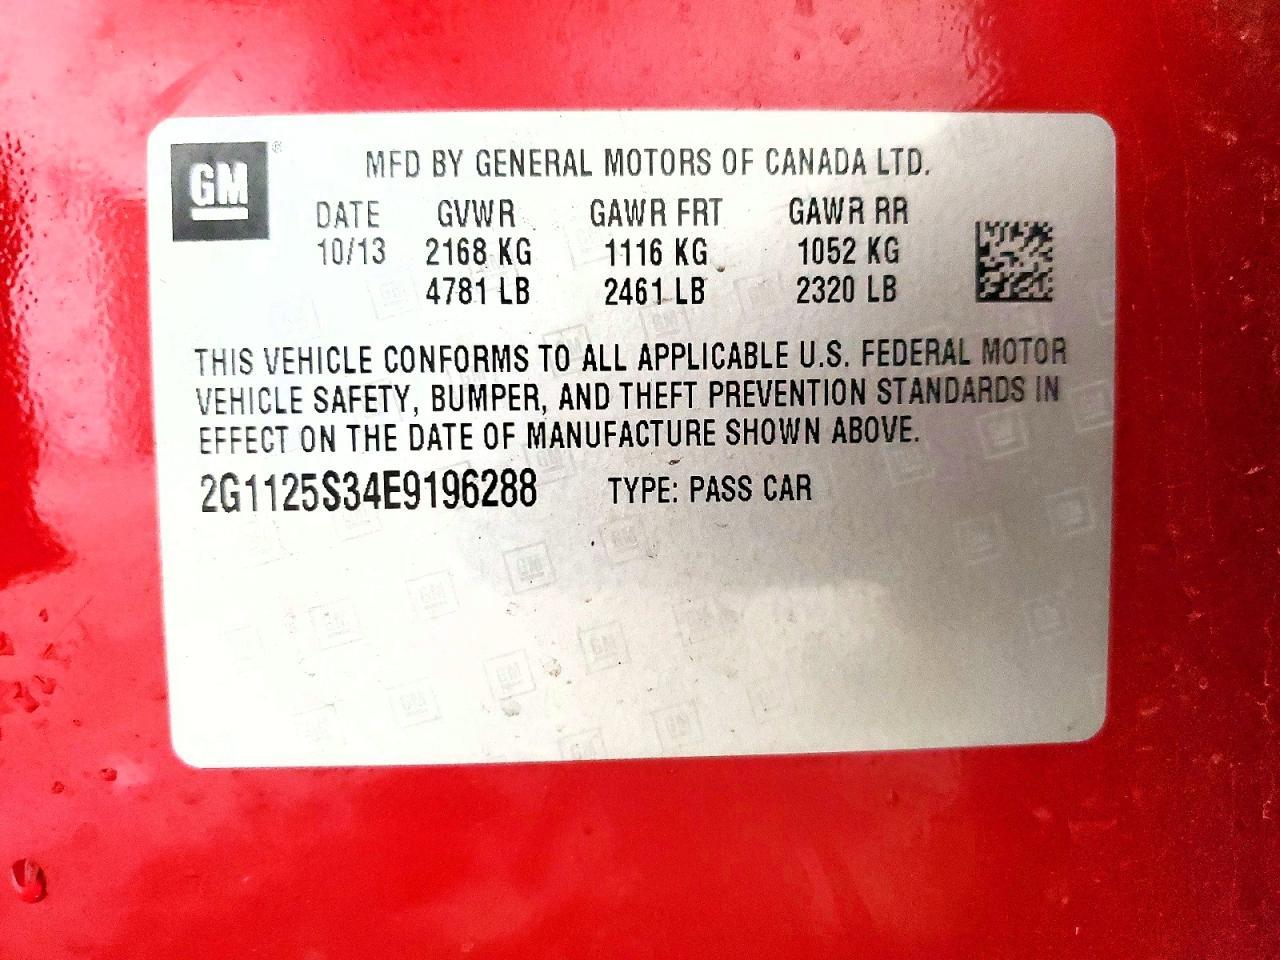 GM ®
MFD BY GENERAL MOTORS OF CANADA LTD.
DATE GVWR GAWR FRT GAWR RR
10/13 2168 KG 1116 KG 1052 KG
4781 LB 2461 LB 2320 LB
THIS VEHICLE CONFORMS TO ALL APPLICABLE U.S. FEDERAL MOTOR
VEHICLE SAFETY, BUMPER, AND THEFT PREVENTION STANDARDS IN
EFFECT ON THE DATE OF MANUFACTURE SHOWN ABOVE.
2G1125S34E9196288 TYPE: PASS CAR